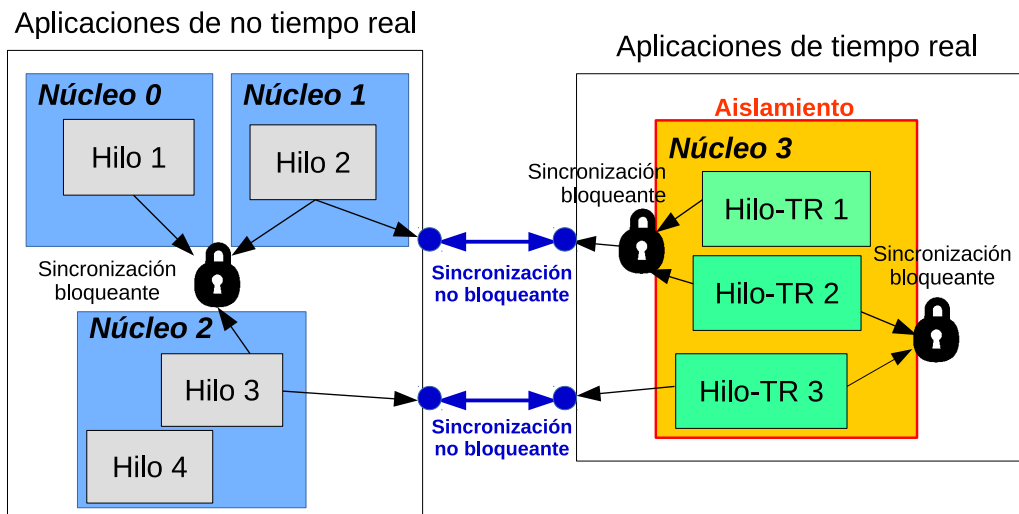 Aplicaciones de no tiempo real
Núcleo 0
Núcleo 1
Hilo 1
Hilo 2
Sincronización
bloqueante
Núcleo 2
Hilo 3
Hilo 4
Sincronización
no bloqueante
Sincronización
no bloqueante
Aplicaciones de tiempo real
Aislamiento
Núcleo 3
Sincronización
bloqueante
Hilo-TR 1
Sincronización
bloqueante
Hilo-TR 2
Hilo-TR 3